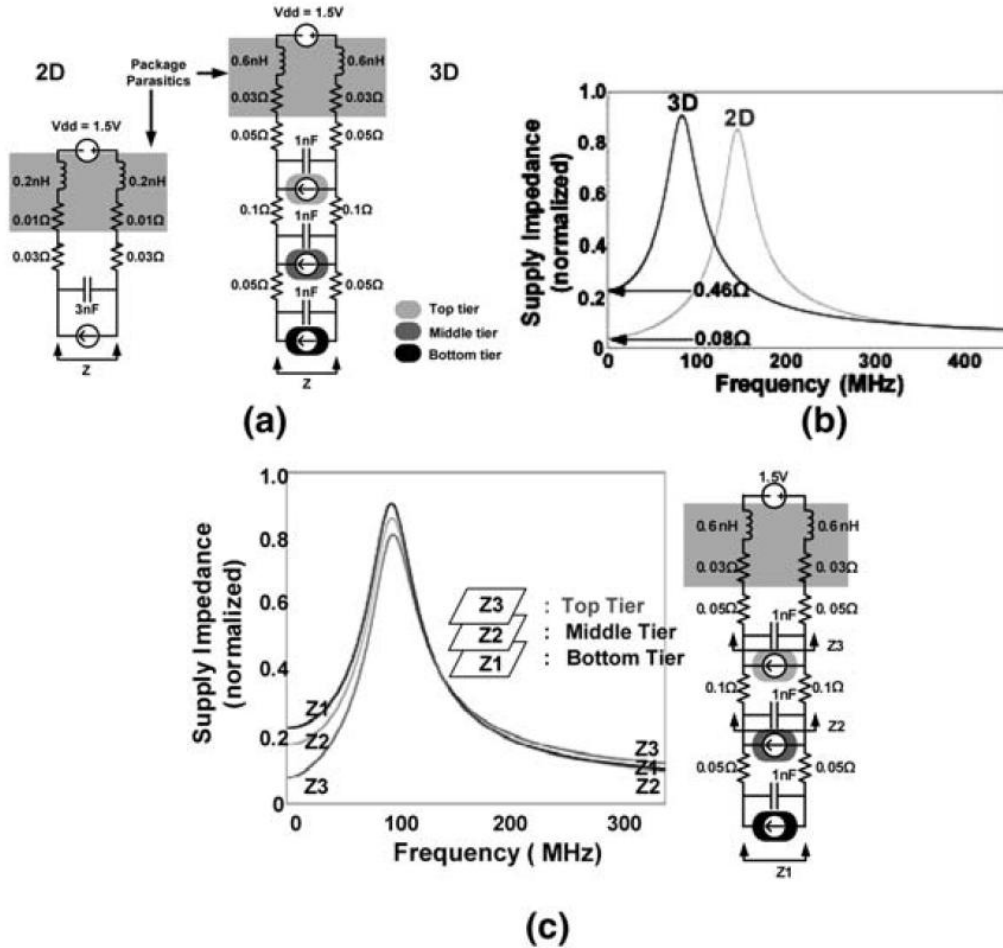 2D
Package
Parasitics
3D
Vdd = 1.5V
0.2nH
0.2nH
0.01Ω
0.01Ω
0.03Ω
0.03Ω
3nF
Z
Vdd = 1.5V
0.6nH
0.6nH
0.03Ω
0.03Ω
0.05Ω
0.05Ω
1nF
0.1Ω
0.1Ω
1nF
0.05Ω
0.05Ω
1nF
Z
Top tier
Middle tier
Bottom tier
(a)
Supply Impedance
(normalized)
1.0
0.8
0.6
0.4
0.2
0
3D
2D
0.46Ω
0.08Ω
0
100
200
300
400
Frequency (MHz)
(b)
Supply Impedance
(normalized)
1.0
0.8
0.6
0.4
0.2
0
Z1
Z2
Z3
Z3 : Top Tier
Z2 : Middle Tier
Z1 : Bottom Tier
Z3
Z1
Z2
0
100
200
300
Frequency ( MHz)
1.5V
0.6nH
0.6nH
0.03Ω
0.03Ω
0.05Ω
0.05Ω
1nF
Z3
0.1Ω
0.1Ω
1nF
Z2
0.05Ω
0.05Ω
1nF
Z1
(c)